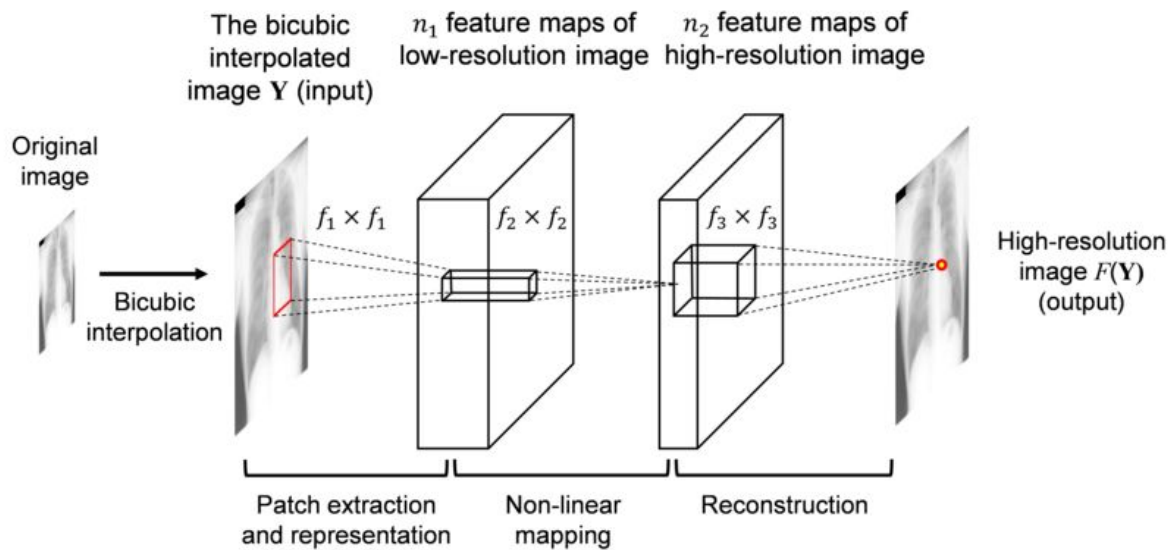 The bicubic
interpolated
image Y (input)
n₁ feature maps of
low-resolution image
n₂ feature maps of
high-resolution image
Original
image
f₁ × f₁
f₂ × f₂
f₃ × f₃
Bicubic
interpolation
High-resolution
image F(Y)
(output)
Patch extraction
and representation
Non-linear
mapping
Reconstruction